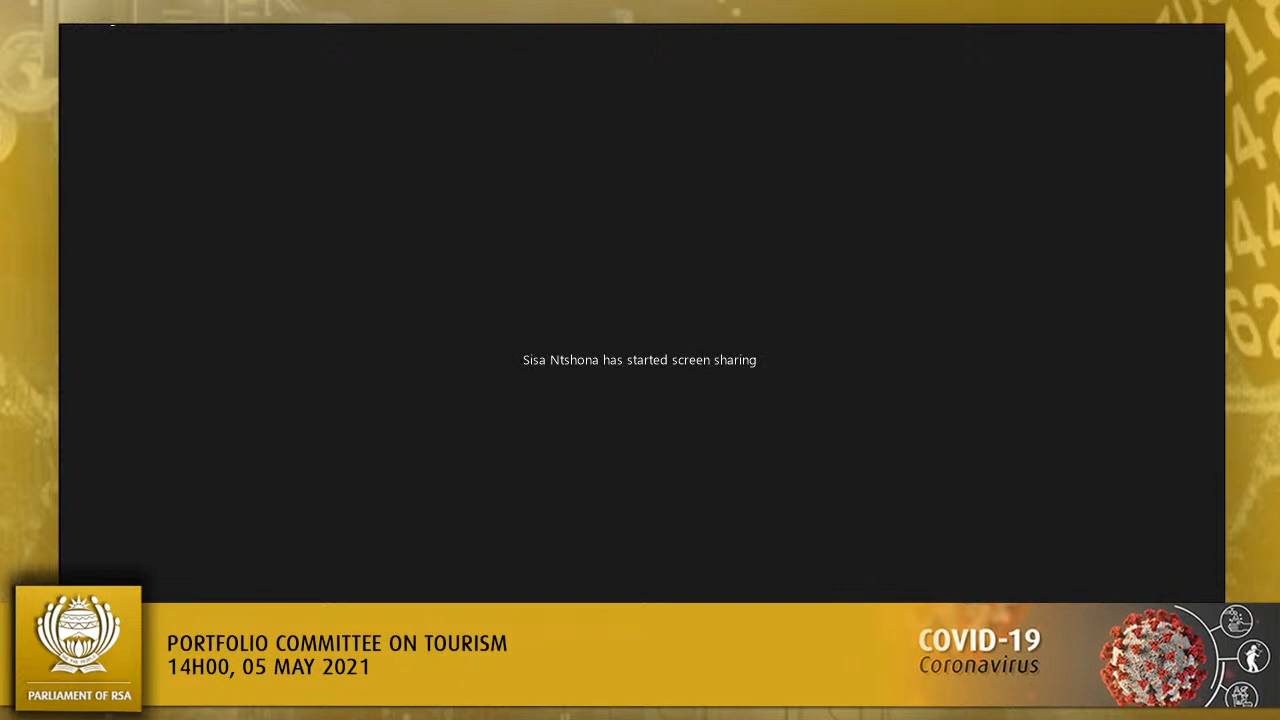 Sisa Ntshona has started screen sharing
PORTFOLIO COMMITTEE ON TOURISM
14H00, 05 MAY 2021
COVID-19
Coronavirus
PARLIAMENT OF RSA